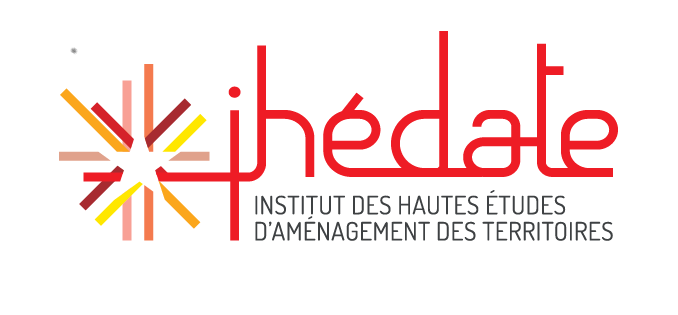 ihédate
INSTITUT DES HAUTES ÉTUDES
D'AMÉNAGEMENT DES TERRITOIRES